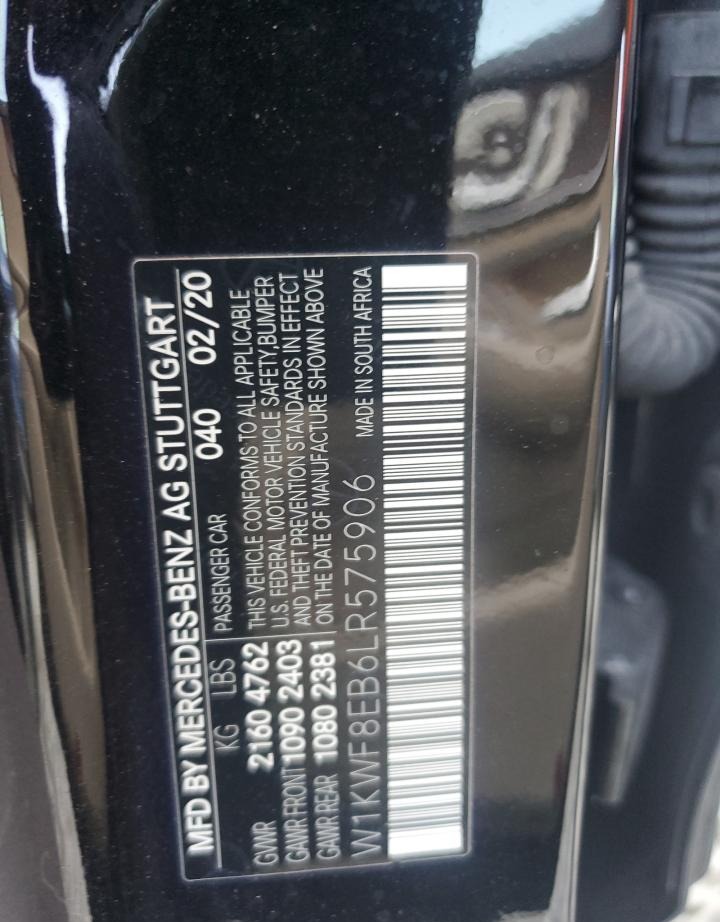 MFD BY MERCEDES-BENZ AG STUTTGART
KG LBS PASSENGER CAR 040 02/20
GVWR 2160 4762 THIS VEHICLE CONFORMS TO ALL APPLICABLE
GAWR FRONT 1090 2403 U.S. FEDERAL MOTOR VEHICLE SAFETY,BUMPER
AND THEFT PREVENTION STANDARDS IN EFFECT
GAWR REAR 1080 2381 ON THE DATE OF MANUFACTURE SHOWN ABOVE
W1KWF8EB6LR575906 MADE IN SOUTH AFRICA